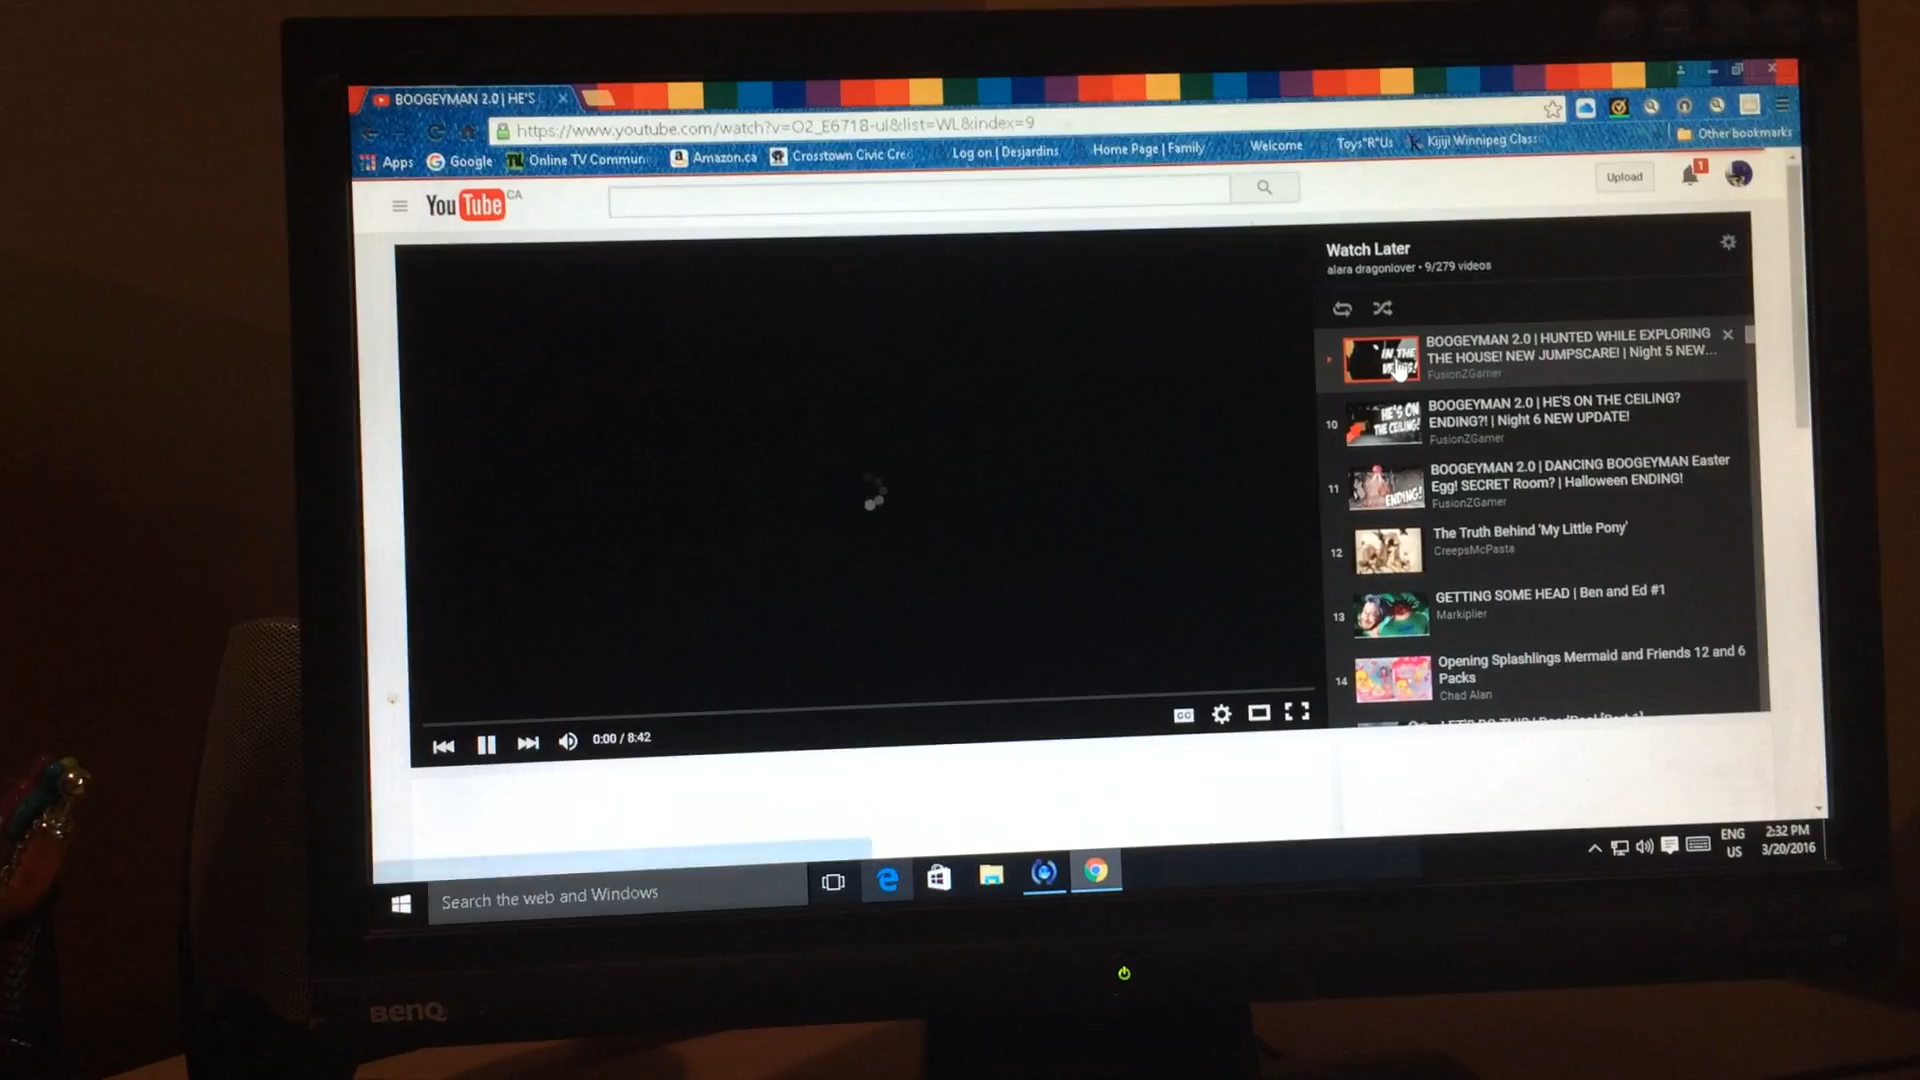 BOOGEYMAN 2.0 | HE'S
https://www.youtube.com/watch?v=O2_E671B-uI&list=WL&index=9
Apps Google Online TV Commun Amazon.ca Crosstown Civic Cre Log on | Desjardins Home Page | Family Welcome Toys"R"Us Kijiji Winnipeg Class Other bookmarks
YouTube CA
Upload
1
Watch Later
alara dragonlover • 9/279 videos
IN THE
BOOGEYMAN 2.0 | HUNTED WHILE EXPLORING
THE HOUSE! NEW JUMPSCARE! | Night 5 NEW...
FusionZGamer
10
HE'S ON
THE CEILING!
BOOGEYMAN 2.0 | HE'S ON THE CEILING?
ENDING?! | Night 6 NEW UPDATE!
FusionZGamer
11
ENDING!
BOOGEYMAN 2.0 | DANCING BOOGEYMAN Easter
Egg! SECRET Room? | Halloween ENDING!
FusionZGamer
12
The Truth Behind 'My Little Pony'
CreepsMcPasta
13
GETTING SOME HEAD | Ben and Ed #1
Markiplier
14
Opening Splashlings Mermaid and Friends 12 and 6
Packs
Chad Alan
CC
0:00 / 8:42
Search the web and Windows
ENG
US
2:32 PM
3/20/2016
BenQ